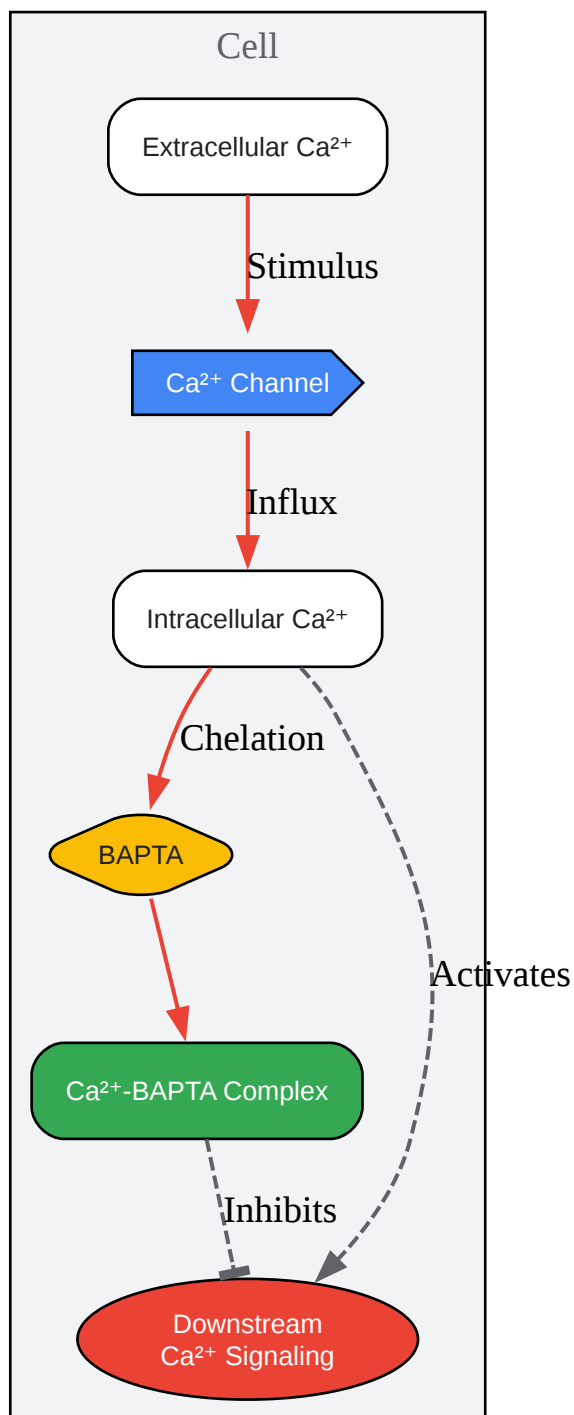 Cell
Extracellular Ca²⁺
Stimulus
Ca²⁺ Channel
Influx
Intracellular Ca²⁺
Chelation
BAPTA
Activates
Ca²⁺-BAPTA Complex
Inhibits
Downstream
Ca²⁺ Signaling